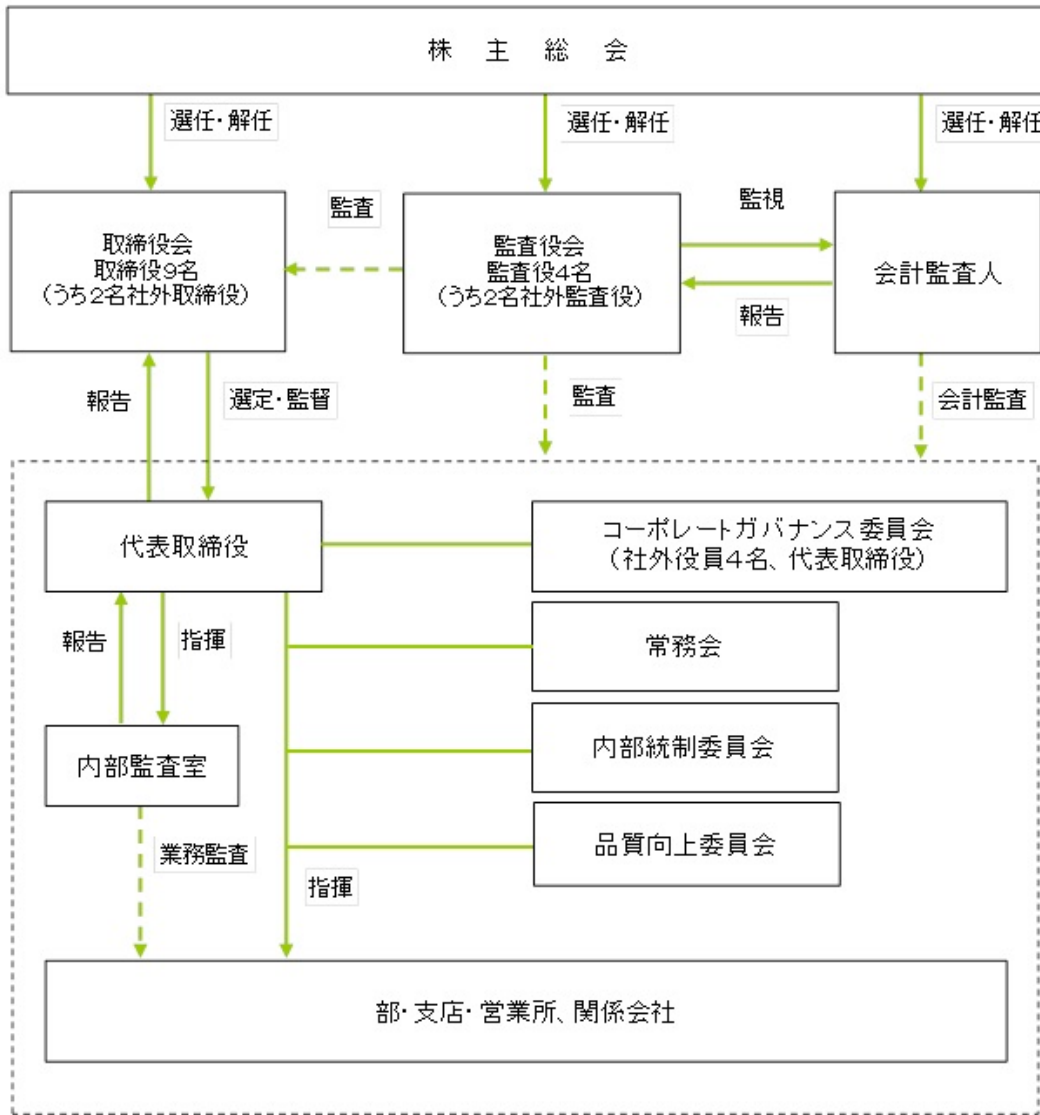 株 主 総 会
選任・解任
選任・解任
選任・解任
取締役会
取締役9名
（うち2名社外取締役）
監査
監査役会
監査役4名
（うち2名社外監査役）
監視
報告
会計監査人
報告
選定・監督
監査
会計監査
代表取締役
コーポレートガバナンス委員会
（社外役員4名、代表取締役）
報告
指揮
常務会
内部監査室
内部統制委員会
業務監査
品質向上委員会
指揮
部・支店・営業所、関係会社